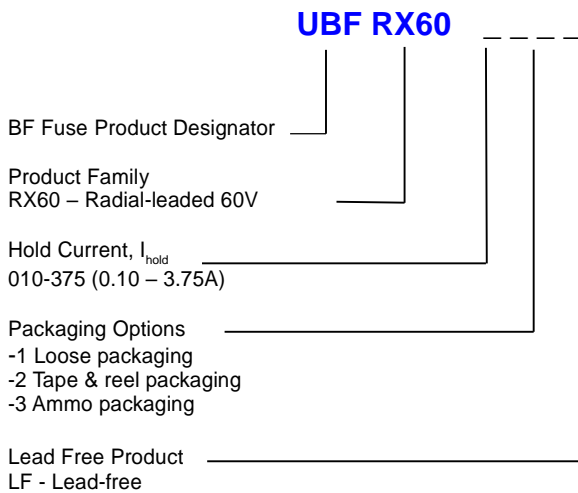 UBF RX60 _ _ _ _
BF Fuse Product Designator
Product Family
RX60 – Radial-leaded 60V
Hold Current, Ihold
010-375 (0.10 – 3.75A)
Packaging Options
-1 Loose packaging
-2 Tape & reel packaging
-3 Ammo packaging
Lead Free Product
LF - Lead-free